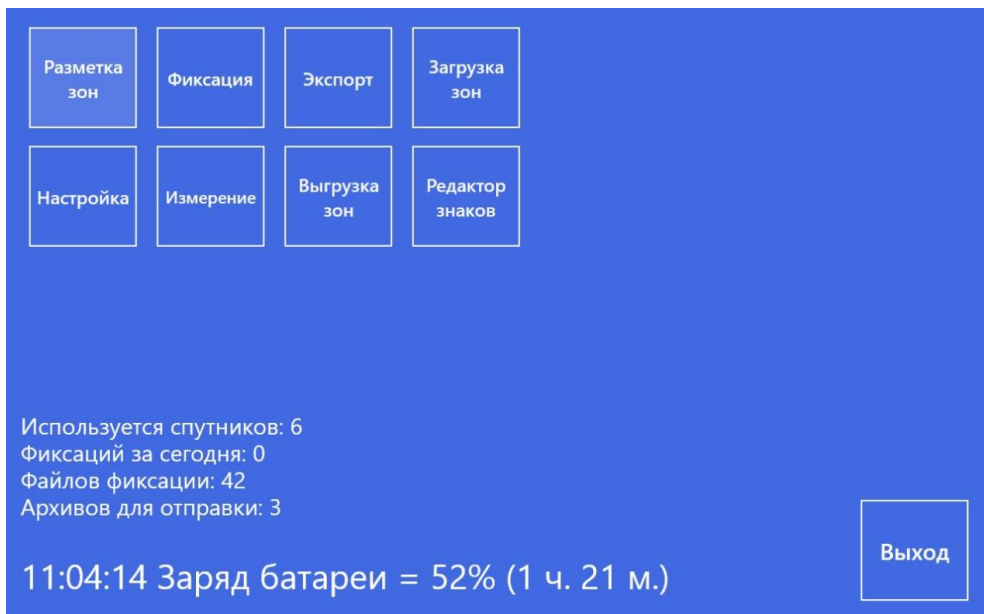 Разметка
зон
Фиксация
Экспорт
Загрузка
зон
Настройка
Измерение
Выгрузка
зон
Редактор
знаков
Используется спутников: 6
Фиксаций за сегодня: 0
Файлов фиксации: 42
Архивов для отправки: 3
Выход
11:04:14 Заряд батареи = 52% (1 ч. 21 м.)